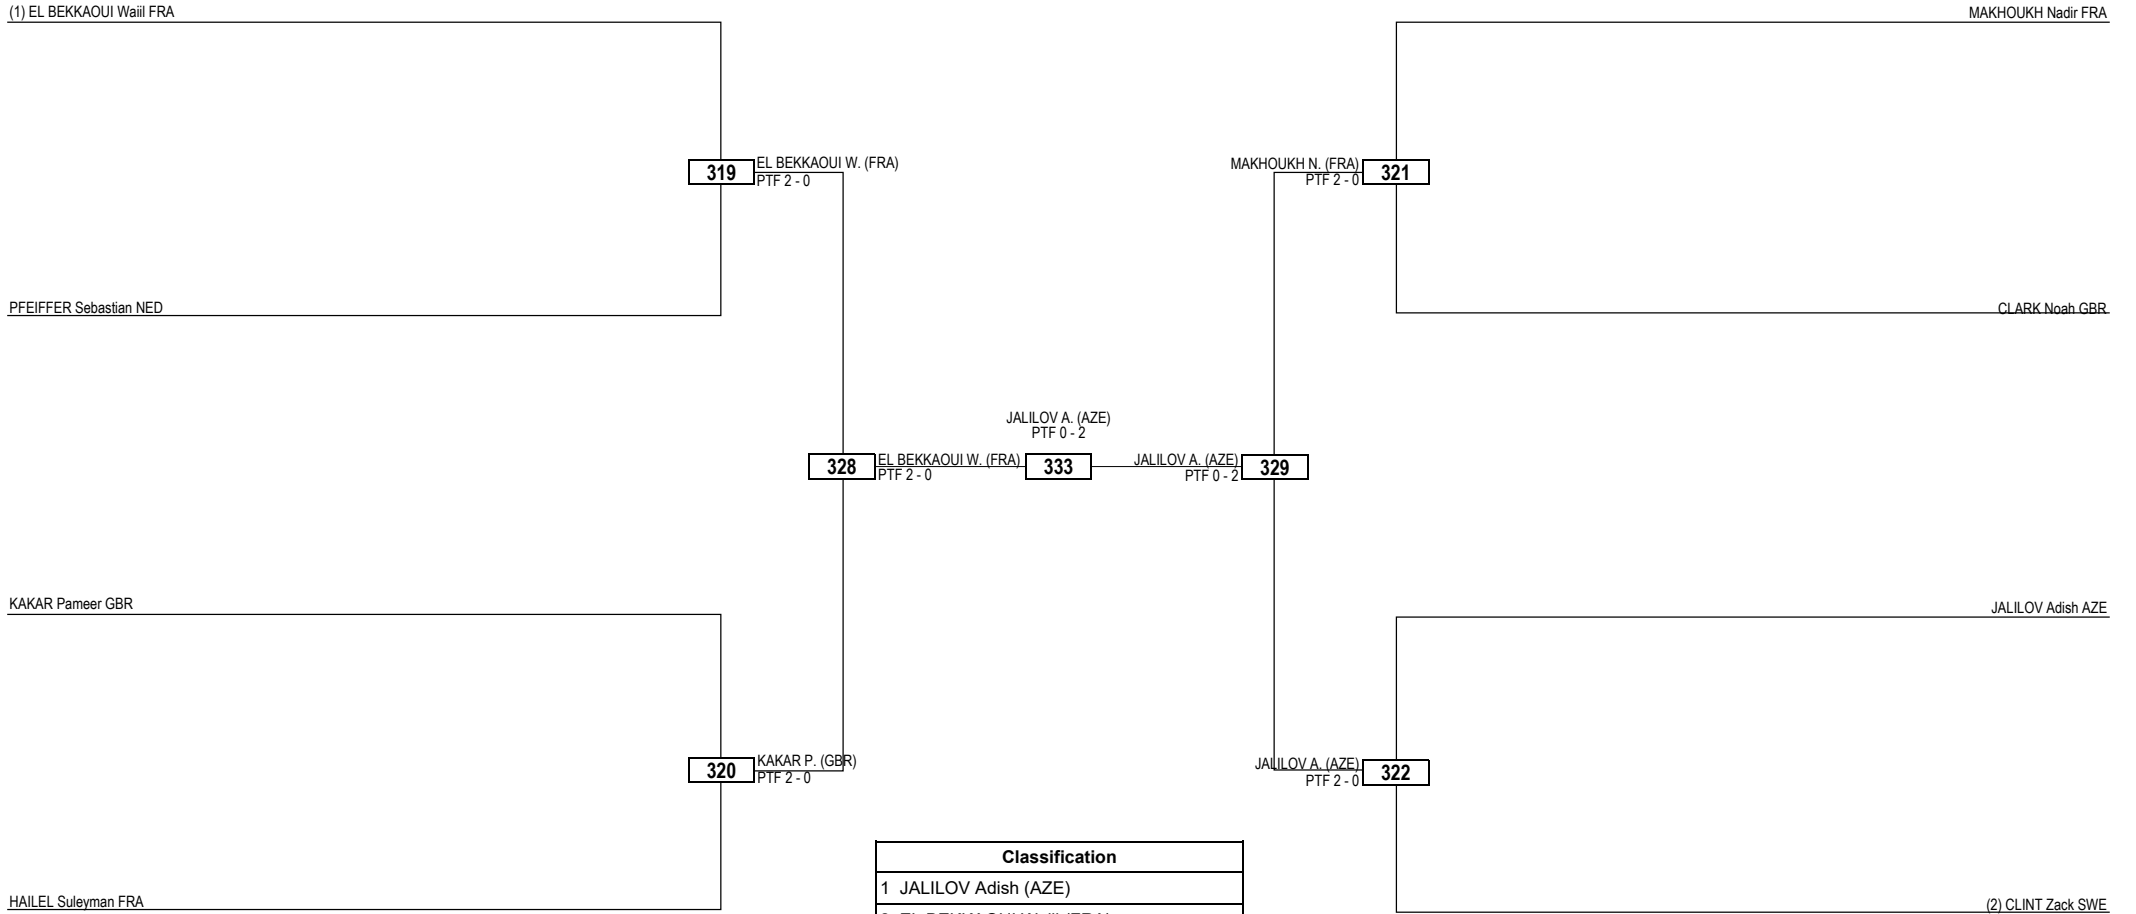 (1) EL BEKKAOUI Waiil FRA
MAKHOUKH Nadir FRA
319
EL BEKKAOUI W. (FRA)
PTF 2 - 0
MAKHOUKH N. (FRA)
PTF 2 - 0
321
PFEIFFER Sebastian NED
CLARK Noah GBR
JALILOV A. (AZE)
PTF 0 - 2
328
EL BEKKAOUI W. (FRA)
PTF 2 - 0
333
JALILOV A. (AZE)
PTF 0 - 2
329
KAKAR Pameer GBR
JALILOV Adish AZE
320
KAKAR P. (GBR)
PTF 2 - 0
JALILOV A. (AZE)
PTF 2 - 0
322
Classification
1 JALILOV Adish (AZE)
HAILEL Suleyman FRA
(2) CLINT Zack SWE